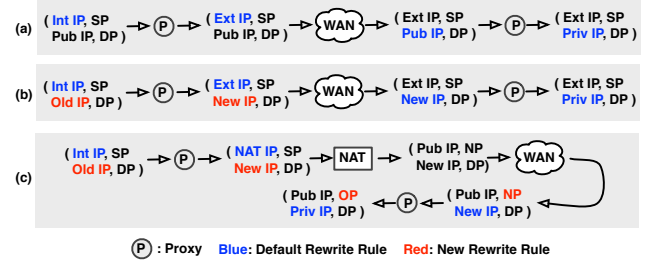 (a) ( Int IP, SP Pub IP, DP ) P ( Ext IP, SP Pub IP, DP ) WAN ( Ext IP, SP Pub IP, DP ) P ( Ext IP, SP Priv IP, DP )
(b) ( Int IP, SP Old IP, DP ) P ( Ext IP, SP New IP, DP ) WAN ( Ext IP, SP New IP, DP ) P ( Ext IP, SP Priv IP, DP )
(c) ( Int IP, SP Old IP, DP ) P ( NAT IP, SP New IP, DP ) NAT ( Pub IP, NP New IP, DP) WAN
( Pub IP, OP Priv IP, DP ) P ( Pub IP, NP New IP, DP )
P : Proxy Blue: Default Rewrite Rule Red: New Rewrite Rule